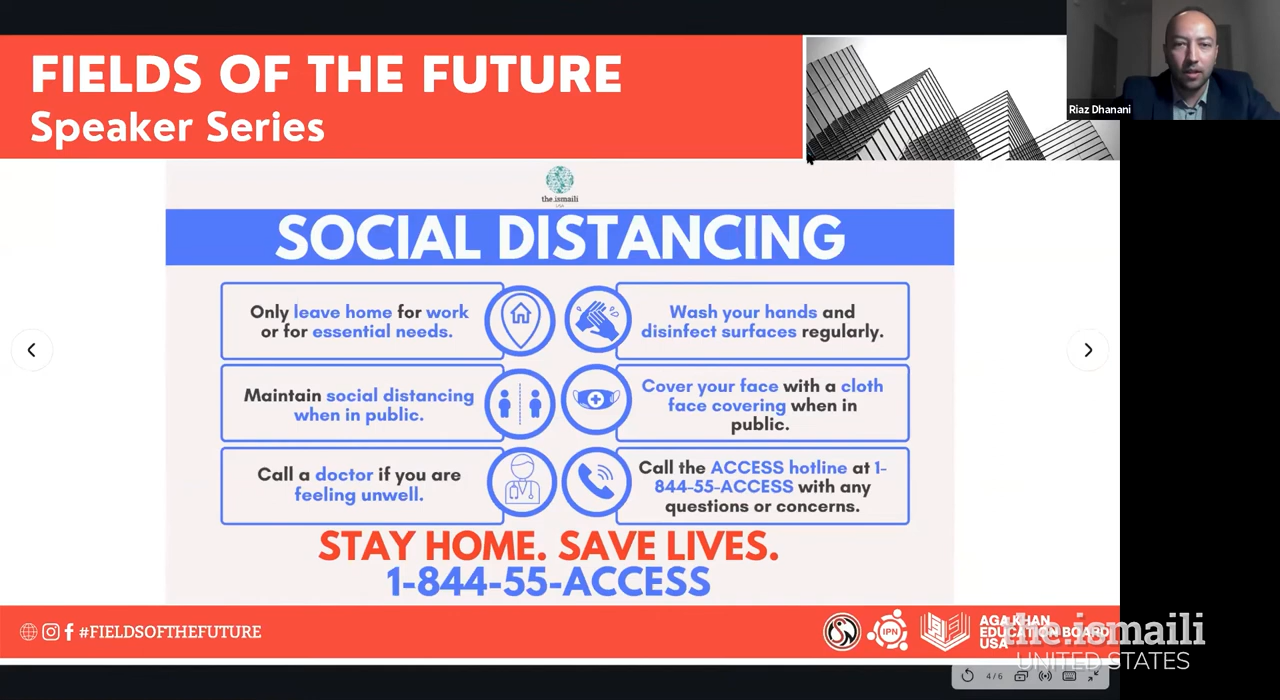 FIELDS OF THE FUTURE
Speaker Series
Riaz Dhanani
the.ismaili
USA
SOCIAL DISTANCING
Only leave home for work
or for essential needs.
Wash your hands and
disinfect surfaces regularly.
Maintain social distancing
when in public.
Cover your face with a cloth
face covering when in
public.
Call a doctor if you are
feeling unwell.
Call the ACCESS hotline at 1-
844-55-ACCESS with any
questions or concerns.
STAY HOME. SAVE LIVES.
1-844-55-ACCESS
#FIELDSOFTHEFUTURE
IPN
AGA KHAN
EDUCATION BOARD
USA
the.ismaili
UNITED STATES
4/6